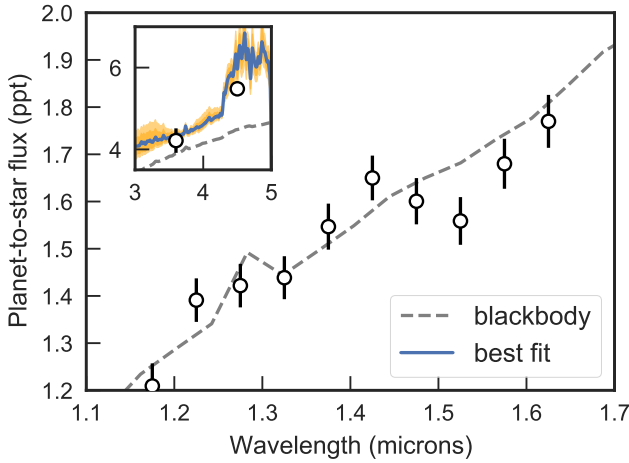 2.0
1.9
1.8
1.7
1.6
1.5
1.4
1.3
1.2
Planet-to-star flux (ppt)
6
4
3 4 5
blackbody
best fit
1.1 1.2 1.3 1.4 1.5 1.6 1.7
Wavelength (microns)